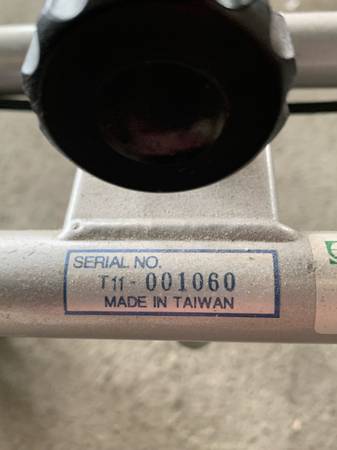 SERIAL NO.
T11-001060
MADE IN TAIWAN